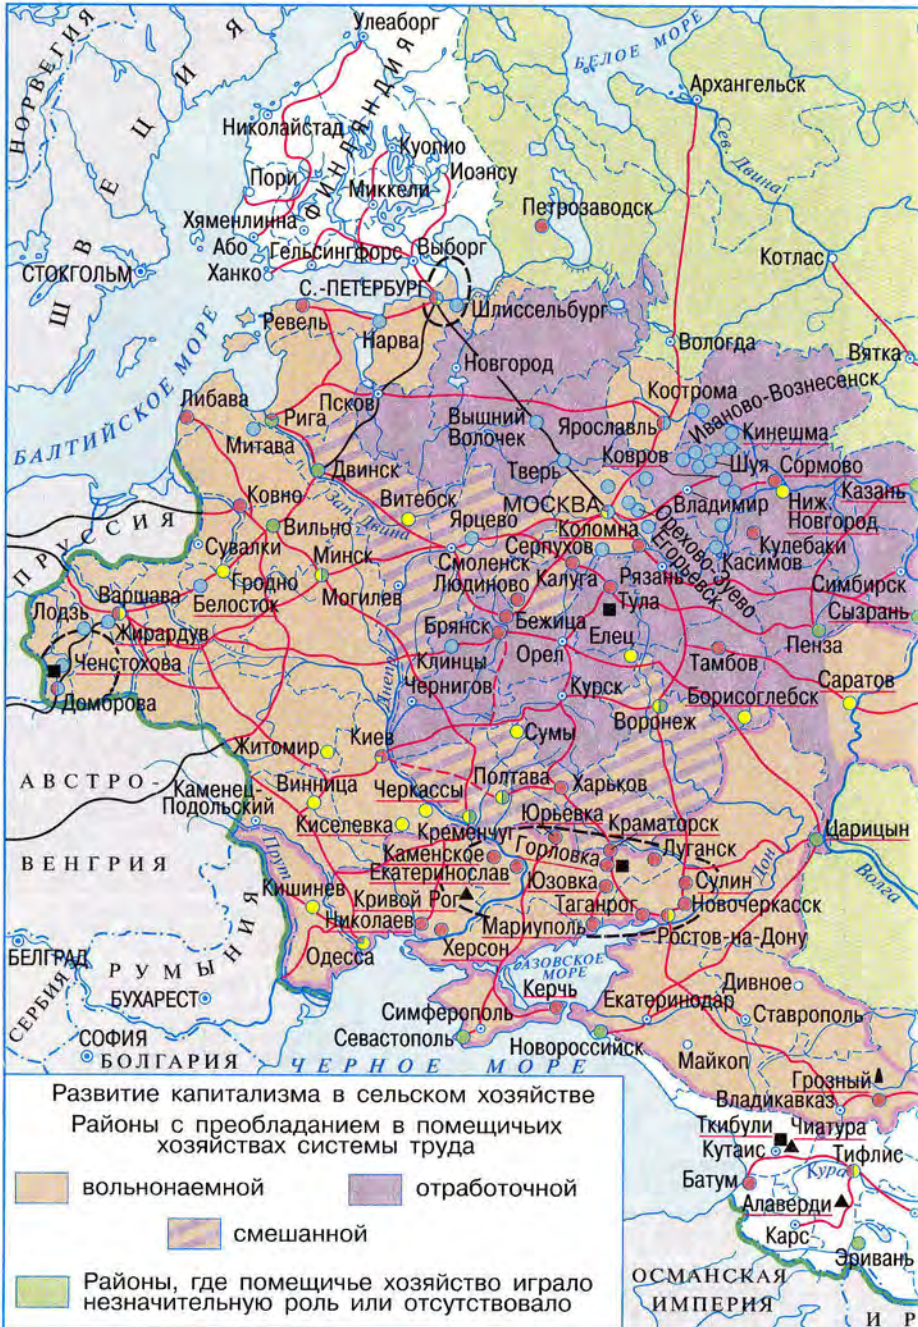 НОРВЕГИЯ
ШВЕЦИЯ
СТОКГОЛЬМ
БАЛТИЙСКОЕ МОРЕ
Улеаборг
БЕЛОЕ МОРЕ
Архангельск
Сев. Двина
Николайстад
ФИНЛЯНДИЯ
Куопио
Иоэнсу
Пори
Миккели
Петрозаводск
Хяменлинна
Або
Гельсингфорс
Выборг
Ханко
Котлас
С.-ПЕТЕРБУРГ
Шлиссельбург
Ревель
Нарва
Вологда
Вятка
Новгород
Кострома
Иваново-Вознесенск
Либава
Псков
Рига
Вышний
Волочек
Ярославль
Кинешма
Митава
Тверь
Ковров
Шуя
Сормово
Двинск
Зап. Двина
Витебск
МОСКВА
Владимир
Ниж.
Новгород
Казань
Ковно
ПРУССИЯ
Вильно
Ярцево
Коломна
Орехово-Зуево
Егорьевск
Кулебаки
Сувалки
Минск
Смоленск
Серпухов
Касимов
Гродно
Людиново
Калуга
Рязань
Симбирск
Лодзь
Варшава
Белосток
Могилев
Тула
Сызрань
Жирардув
Брянск
Бежица
Елец
Пенза
Ченстохова
Клинцы
Орел
Тамбов
Домброва
Днепр
Чернигов
Курск
Борисоглебск
Саратов
Житомир
Киев
Сумы
Воронеж
АВСТРО-
ВЕНГРИЯ
Каменец-
Подольский
Винница
Черкассы
Полтава
Харьков
Киселевка
Кременчуг
Юрьевка
Краматорск
Царицын
Прут
Каменское
Горловка
Луганск
Дон
Волга
Екатеринослав
Юзовка
Сулин
Кишинев
Кривой Рог
Таганрог
Новочеркасск
Николаев
Мариуполь
Ростов-на-Дону
БЕЛГРАД
РУМЫНИЯ
Одесса
Херсон
АЗОВСКОЕ
МОРЕ
Дивное
СЕРБИЯ
БУХАРЕСТ
Керчь
Екатеринодар
Симферополь
Ставрополь
СОФИЯ
БОЛГАРИЯ
Севастополь
Новороссийск
ЧЕРНОЕ МОРЕ
Майкоп
Грозный
Владикавказ
Ткибули
Чиатура
Кутаис
Тифлис
Кура
Батум
Алаверди
Карс
Эривань
ОСМАНСКАЯ
ИМПЕРИЯ
И Р
Развитие капитализма в сельском хозяйстве
Районы с преобладанием в помещичьих
хозяйствах системы труда
вольнонаемной
отработочной
смешанной
Районы, где помещичье хозяйство играло
незначительную роль или отсутствовало